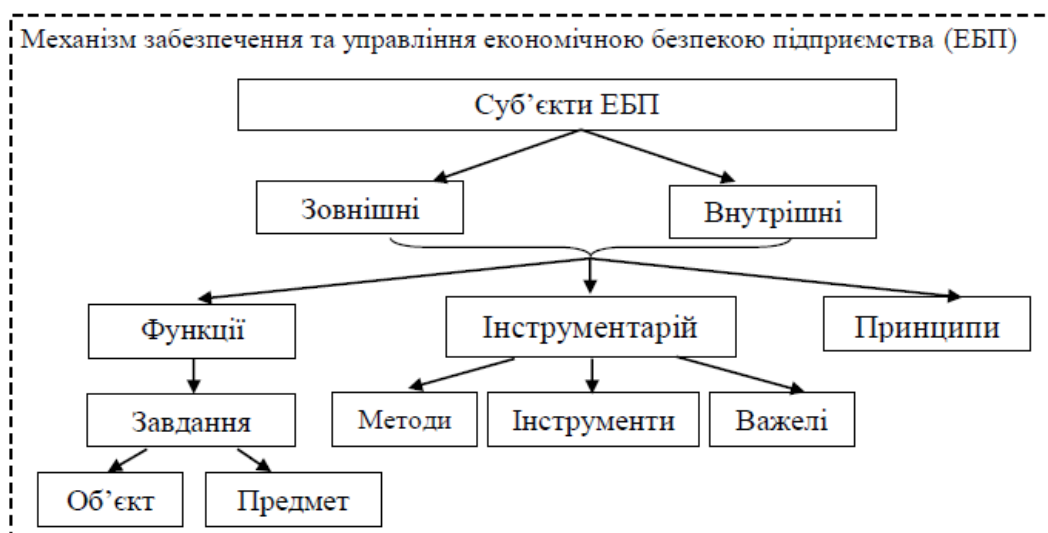 Механізм забезпечення та управління економічною безпекою підприємства (ЕБП)
Суб’єкти ЕБП
Зовнішні
Внутрішні
Функції
Інструментарій
Принципи
Завдання
Методи
Інструменти
Важелі
Об’єкт
Предмет